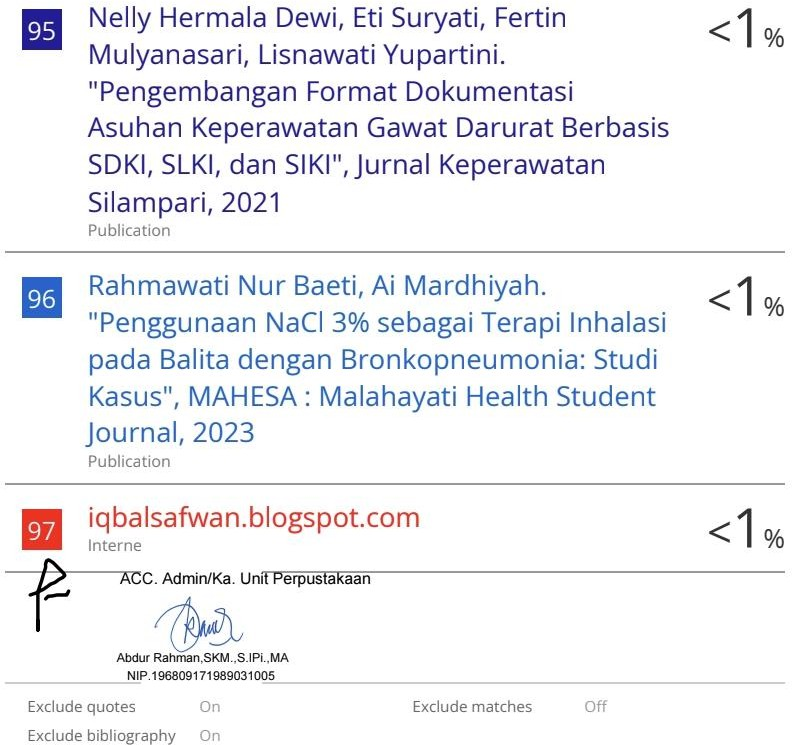 95
Nelly Hermala Dewi, Eti Suryati, Fertin
Mulyanasari, Lisnawati Yupartini.
"Pengembangan Format Dokumentasi
Asuhan Keperawatan Gawat Darurat Berbasis
SDKI, SLKI, dan SIKI", Jurnal Keperawatan
Silampari, 2021
Publication
<1%
96
Rahmawati Nur Baeti, Ai Mardhiyah.
"Penggunaan NaCl 3% sebagai Terapi Inhalasi
pada Balita dengan Bronkopneumonia: Studi
Kasus", MAHESA : Malahayati Health Student
Journal, 2023
Publication
<1%
97
iqbalsafwan.blogspot.com
Interne
<1%
ACC. Admin/Ka. Unit Perpustakaan
Abdur Rahman,SKM.,S.IPi.,MA
NIP.196809171989031005
Exclude quotes On
Exclude matches Off
Exclude bibliography On